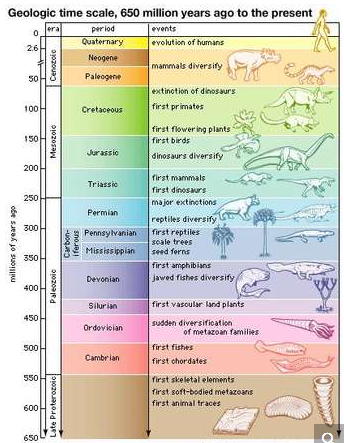 Geologic time scale, 650 million years ago to the present
era
period
events
0
2.6
50
100
150
200
250
300
350
400
450
500
550
600
650
millions of years ago
Cenozoic
Mesozoic
Paleozoic
Carbon-
iferous
Late Proterozoic
Quaternary
evolution of humans
Neogene
Paleogene
mammals diversify
Cretaceous
extinction of dinosaurs
first primates
first flowering plants
Jurassic
first birds
dinosaurs diversify
Triassic
first mammals
first dinosaurs
Permian
major extinctions
reptiles diversify
Pennsylvanian
Mississippian
first reptiles
scale trees
seed ferns
Devonian
first amphibians
jawed fishes diversify
Silurian
first vascular land plants
Ordovician
sudden diversification
of metazoan families
Cambrian
first fishes
first chordates
first skeletal elements
first soft-bodied metazoans
first animal traces